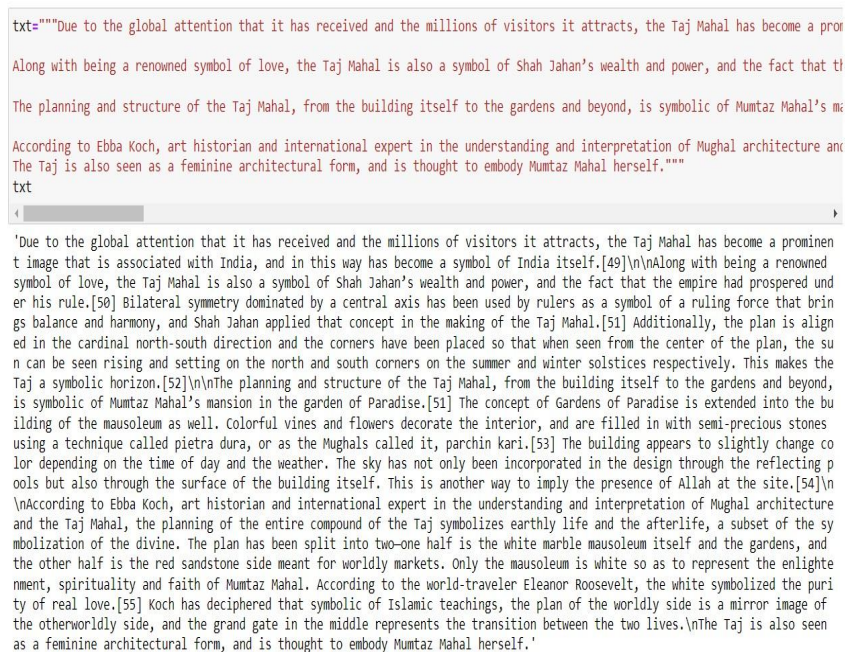 txt="""Due to the global attention that it has received and the millions of visitors it attracts, the Taj Mahal has become a pro
Along with being a renowned symbol of love, the Taj Mahal is also a symbol of Shah Jahan’s wealth and power, and the fact that th
The planning and structure of the Taj Mahal, from the building itself to the gardens and beyond, is symbolic of Mumtaz Mahal’s ma
According to Ebba Koch, art historian and international expert in the understanding and interpretation of Mughal architecture and
The Taj is also seen as a feminine architectural form, and is thought to embody Mumtaz Mahal herself."""
txt
'Due to the global attention that it has received and the millions of visitors it attracts, the Taj Mahal has become a prominen
t image that is associated with India, and in this way has become a symbol of India itself.[49]\n\nAlong with being a renowned
symbol of love, the Taj Mahal is also a symbol of Shah Jahan’s wealth and power, and the fact that the empire had prospered und
er his rule.[50] Bilateral symmetry dominated by a central axis has been used by rulers as a symbol of a ruling force that brin
gs balance and harmony, and Shah Jahan applied that concept in the making of the Taj Mahal.[51] Additionally, the plan is align
ed in the cardinal north-south direction and the corners have been placed so that when seen from the center of the plan, the su
n can be seen rising and setting on the north and south corners on the summer and winter solstices respectively. This makes the
Taj a symbolic horizon.[52]\n\nThe planning and structure of the Taj Mahal, from the building itself to the gardens and beyond,
is symbolic of Mumtaz Mahal’s mansion in the garden of Paradise.[51] The concept of Gardens of Paradise is extended into the bu
ilding of the mausoleum as well. Colorful vines and flowers decorate the interior, and are filled in with semi-precious stones
using a technique called pietra dura, or as the Mughals called it, parchin kari.[53] The building appears to slightly change co
lor depending on the time of day and the weather. The sky has not only been incorporated in the design through the reflecting p
ools but also through the surface of the building itself. This is another way to imply the presence of Allah at the site.[54]\n
\nAccording to Ebba Koch, art historian and international expert in the understanding and interpretation of Mughal architecture
and the Taj Mahal, the planning of the entire compound of the Taj symbolizes earthly life and the afterlife, a subset of the sy
mbolization of the divine. The plan has been split into two—one half is the white marble mausoleum itself and the gardens, and
the other half is the red sandstone side meant for worldly markets. Only the mausoleum is white so as to represent the enlighte
nment, spirituality and faith of Mumtaz Mahal. According to the world-traveler Eleanor Roosevelt, the white symbolized the puri
ty of real love.[55] Koch has deciphered that symbolic of Islamic teachings, the plan of the worldly side is a mirror image of
the otherworldly side, and the grand gate in the middle represents the transition between the two lives.\nThe Taj is also seen
as a feminine architectural form, and is thought to embody Mumtaz Mahal herself.'